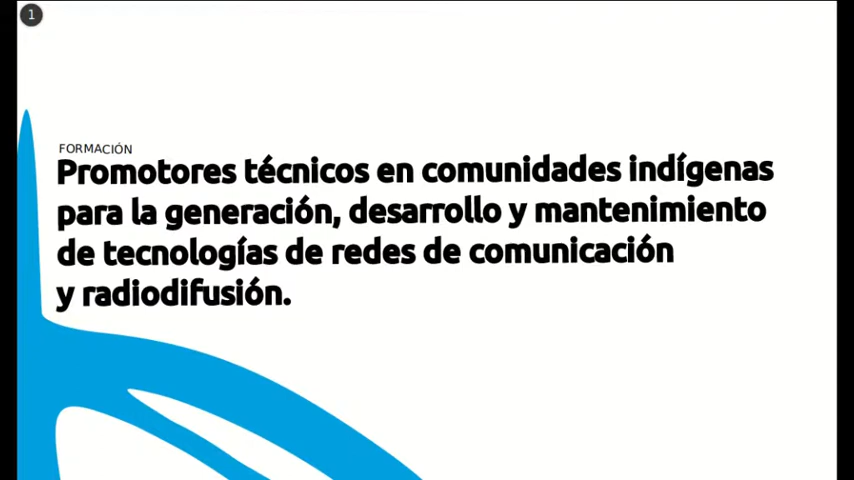 1
FORMACIÓN
Promotores técnicos en comunidades indígenas
para la generación, desarrollo y mantenimiento
de tecnologías de redes de comunicación
y radiodifusión.